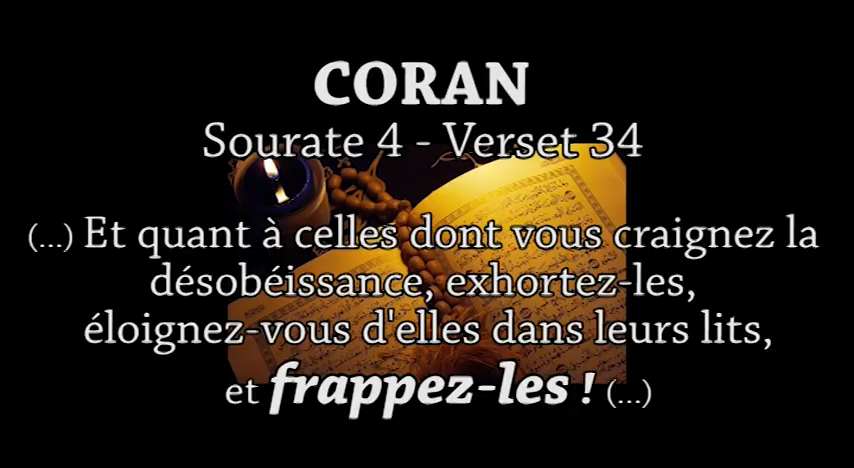 CORAN
Sourate 4 - Verset 34
(...) Et quant à celles dont vous craignez la
désobéissance, exhortez-les,
éloignez-vous d'elles dans leurs lits,
et frappez-les ! (...)